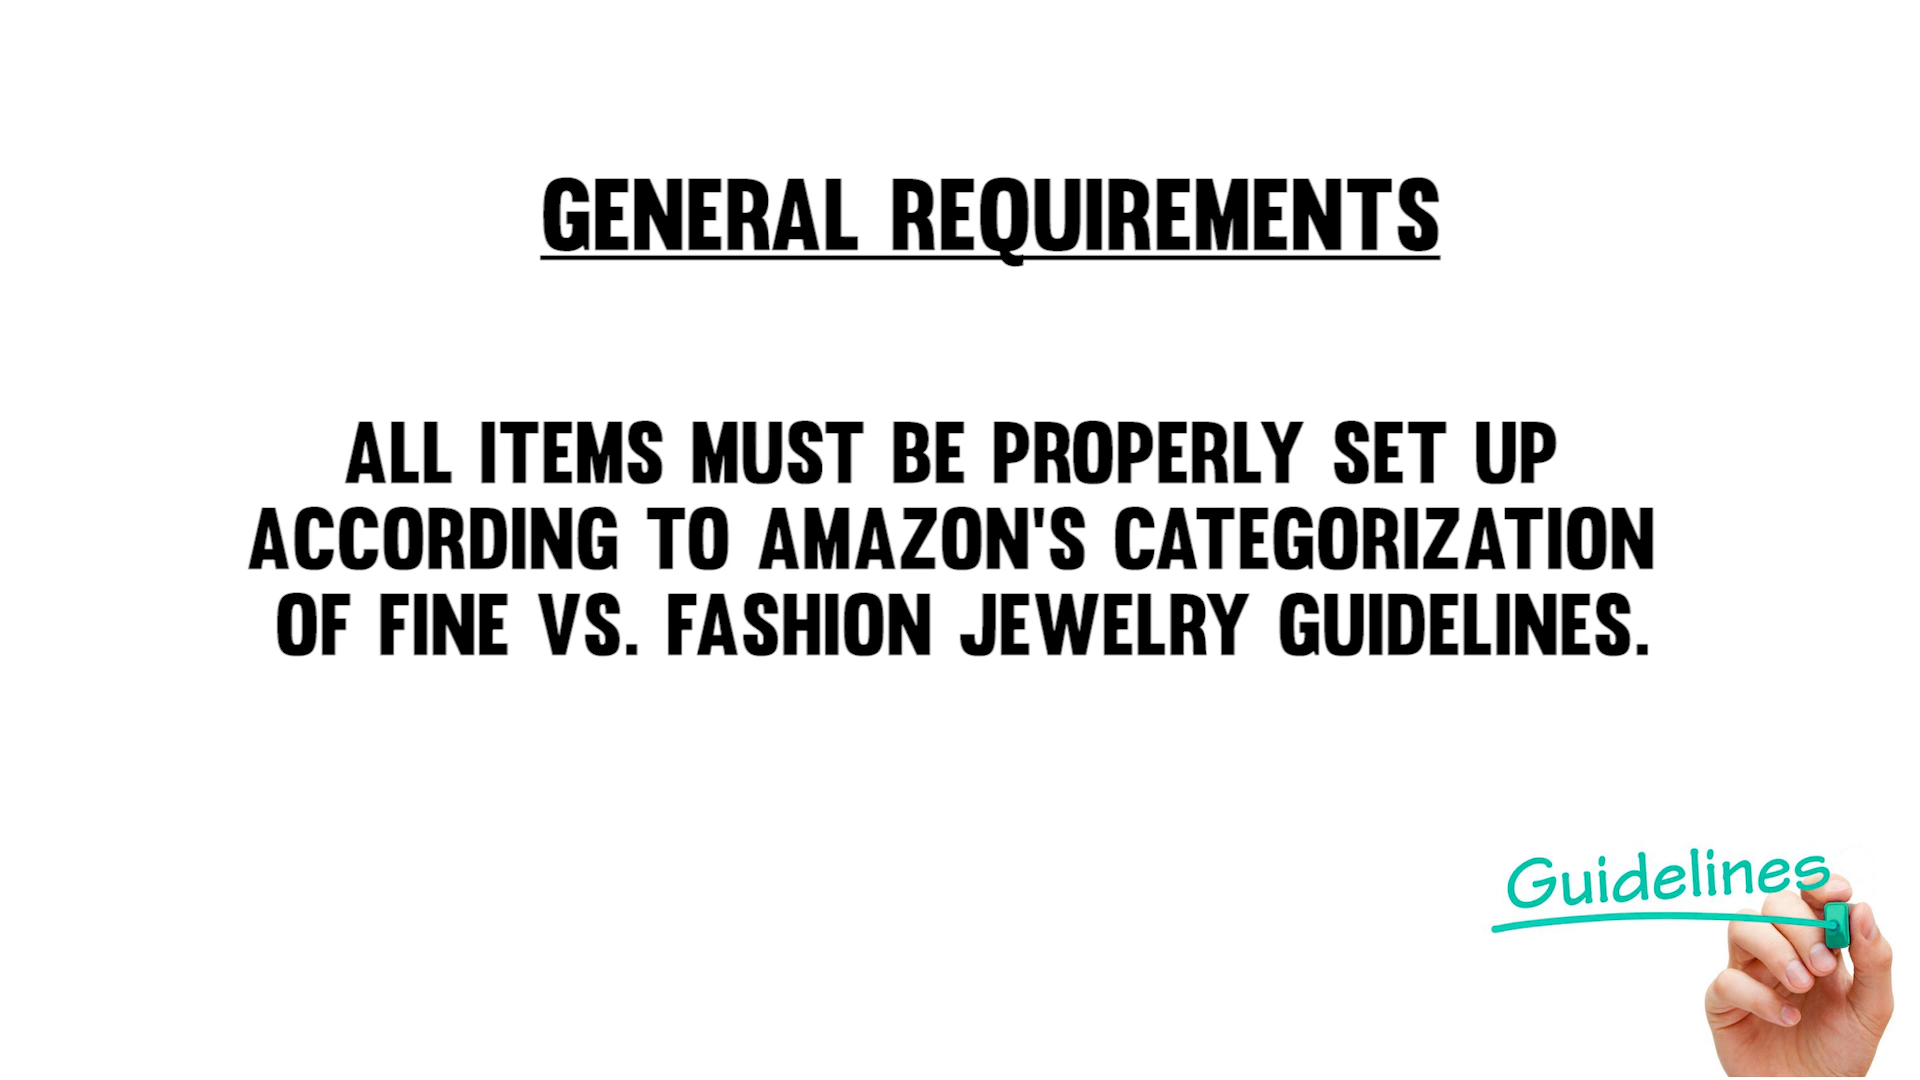 GENERAL REQUIREMENTS
ALL ITEMS MUST BE PROPERLY SET UP
ACCORDING TO AMAZON'S CATEGORIZATION
OF FINE VS. FASHION JEWELRY GUIDELINES.
Guidelines